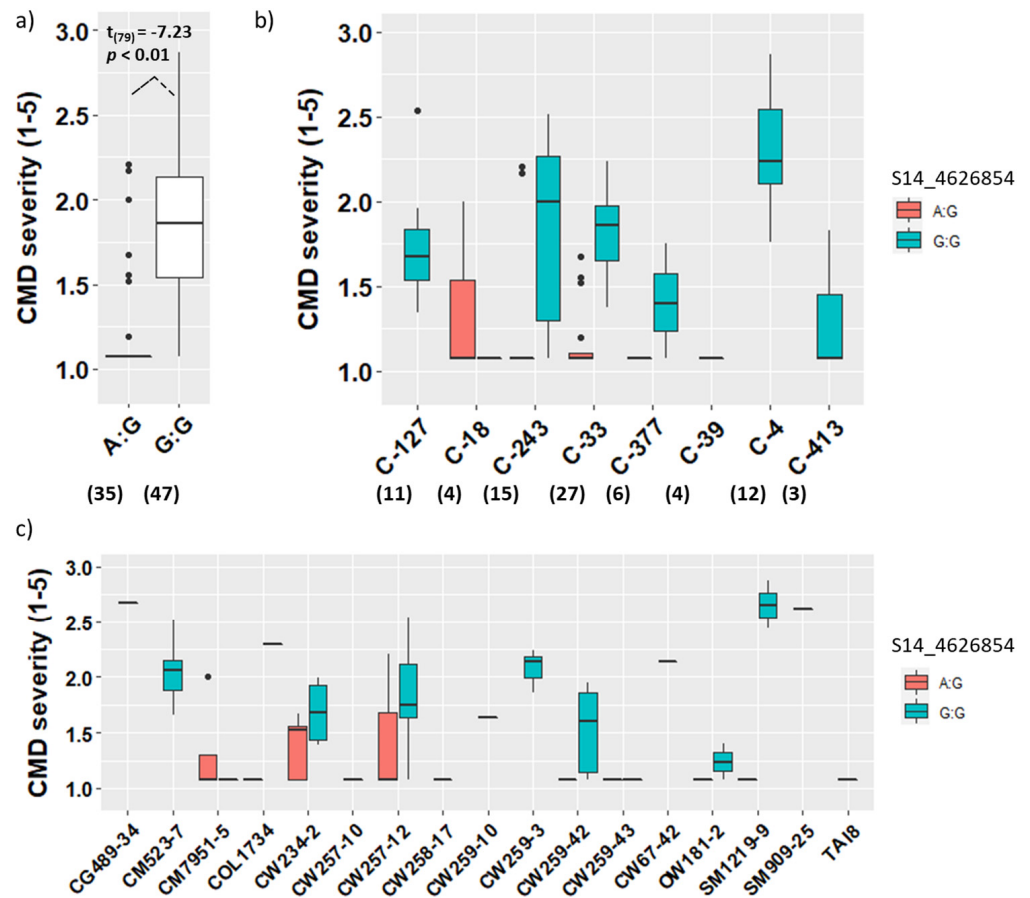 a)
t(79) = -7.23
p < 0.01
CMD severity (1-5)
3.0
2.5
2.0
1.5
1.0
A:G
G:G
(35)
(47)
b)
CMD severity (1-5)
3.0
2.5
2.0
1.5
1.0
C-127
C-18
C-243
C-33
C-377
C-39
C-4
C-413
(11)
(4)
(15)
(27)
(6)
(4)
(12)
(3)
S14_4626854
A:G
G:G
c)
CMD severity (1-5)
3.0
2.5
2.0
1.5
1.0
CG489-34
CM523-7
CM7951-5
COL1734
CW234-2
CW257-10
CW257-12
CW258-17
CW259-10
CW259-3
CW259-42
CW259-43
CW67-42
OW181-2
SM1219-9
SM909-25
TAI8
S14_4626854
A:G
G:G